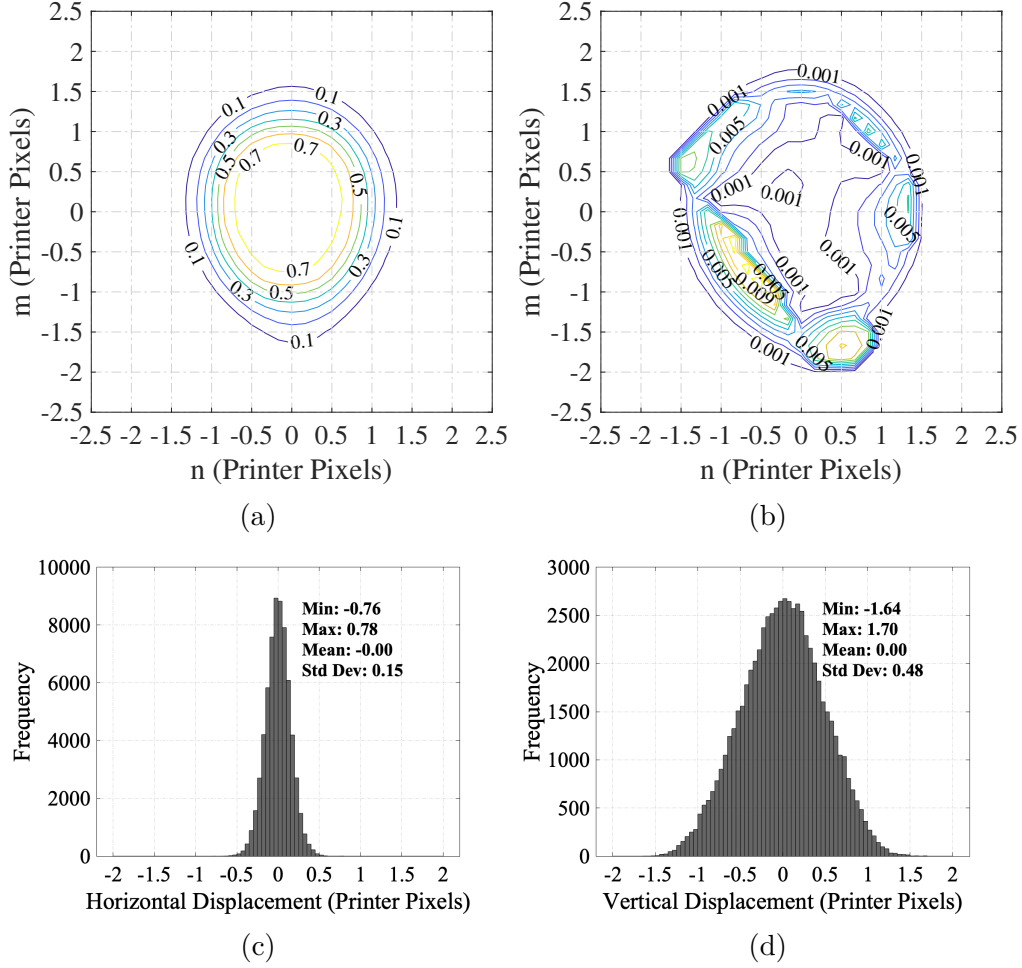 2.5
2
1.5
1
0.5
0
-0.5
-1
-1.5
-2
-2.5
m (Printer Pixels)
0.1 0.1
0.3 0.3
0.5 0.7 0.7 0.5
0.1 0.7 0.1
0.3 0.5 0.3
0.1
-2.5 -2 -1.5 -1 -0.5 0 0.5 1 1.5 2 2.5
n (Printer Pixels)
(a)
2.5
2
1.5
1
0.5
0
-0.5
-1
-1.5
-2
-2.5
m (Printer Pixels)
0.001
0.001
0.005
0.001
0.001 0.001 0.001
0.005
0.001
0.001
0.005 0.005 0.001
0.009
0.001
0.001 0.005
-2.5 -2 -1.5 -1 -0.5 0 0.5 1 1.5 2 2.5
n (Printer Pixels)
(b)
10000
8000
6000
4000
2000
0
Frequency
Min: -0.76
Max: 0.78
Mean: -0.00
Std Dev: 0.15
-2 -1.5 -1 -0.5 0 0.5 1 1.5 2
Horizontal Displacement (Printer Pixels)
(c)
3000
2500
2000
1500
1000
500
0
Frequency
Min: -1.64
Max: 1.70
Mean: 0.00
Std Dev: 0.48
-2 -1.5 -1 -0.5 0 0.5 1 1.5 2
Vertical Displacement (Printer Pixels)
(d)